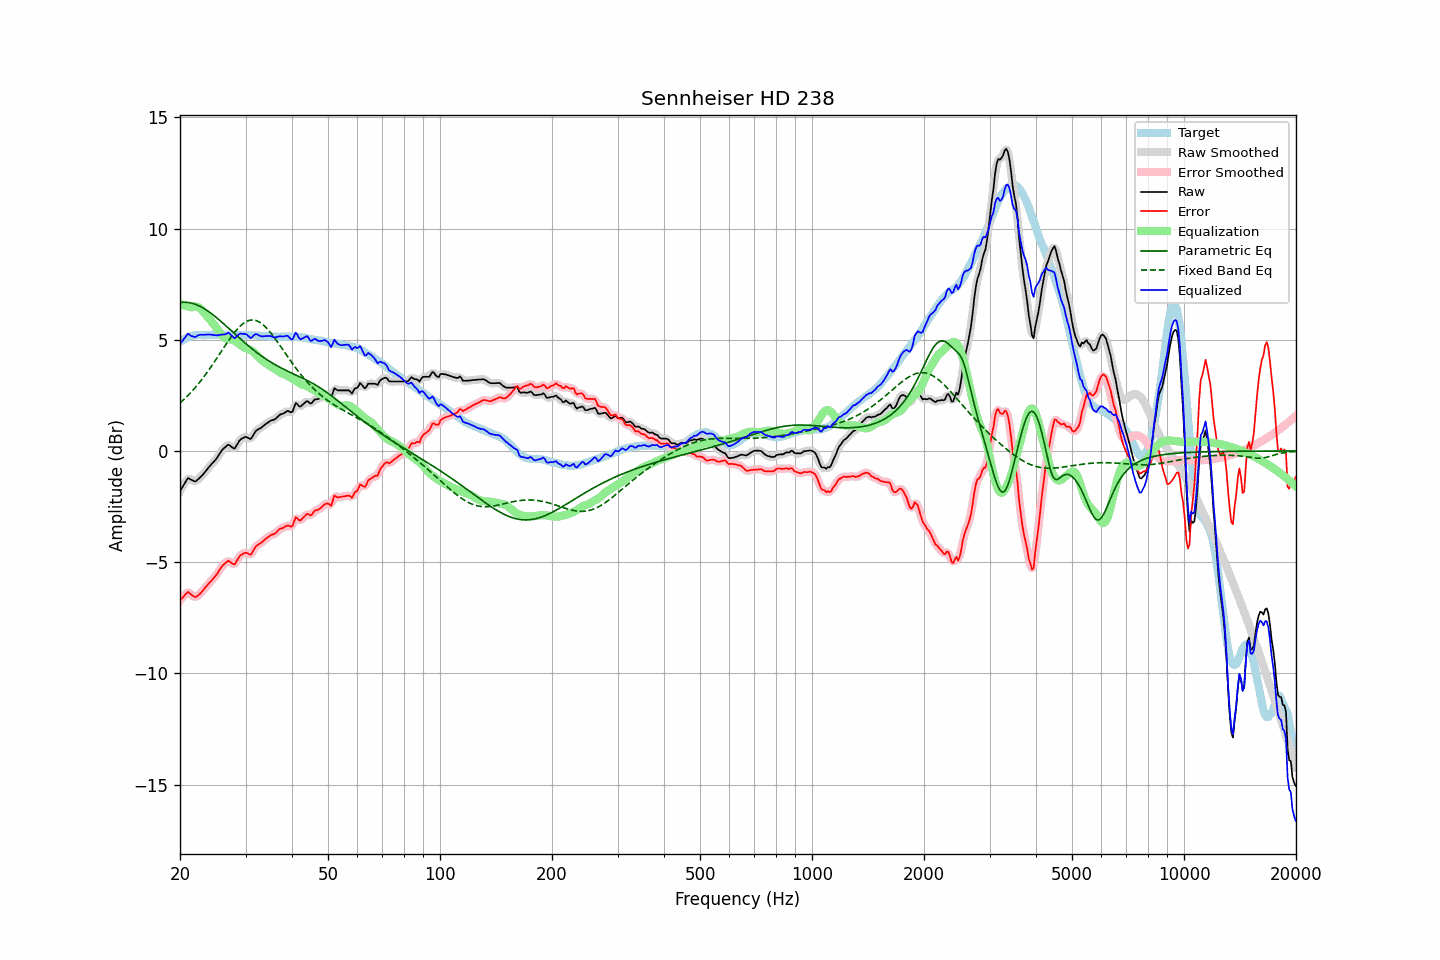 Sennheiser HD 238
Amplitude (dBr)
15
10
5
0
−5
−10
−15
Target
Raw Smoothed
Error Smoothed
Raw
Error
Equalization
Parametric Eq
Fixed Band Eq
Equalized
20
50
100
200
500
1000
2000
5000
10000
20000
Frequency (Hz)